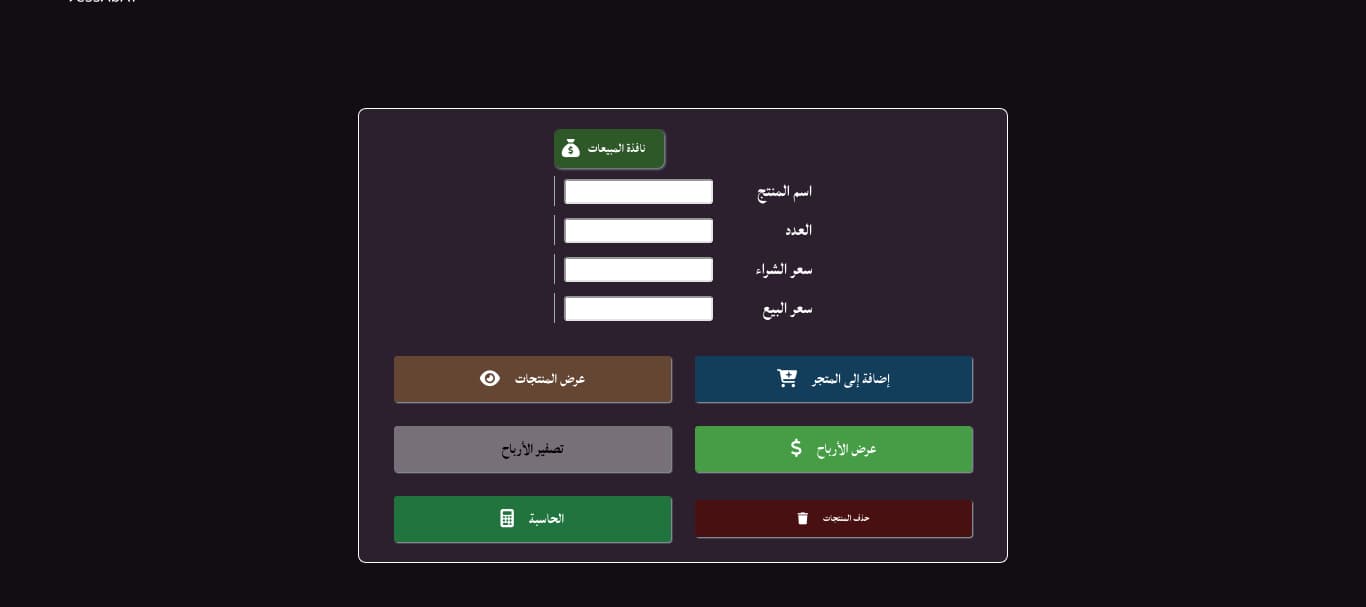 نافذة المبيعات
اسم المنتج
العدد
سعر الشراء
سعر البيع
إضافة إلى المتجر
عرض المنتجات
عرض الأرباح
تصفير الأرباح
حذف المنتجات
الحاسبة